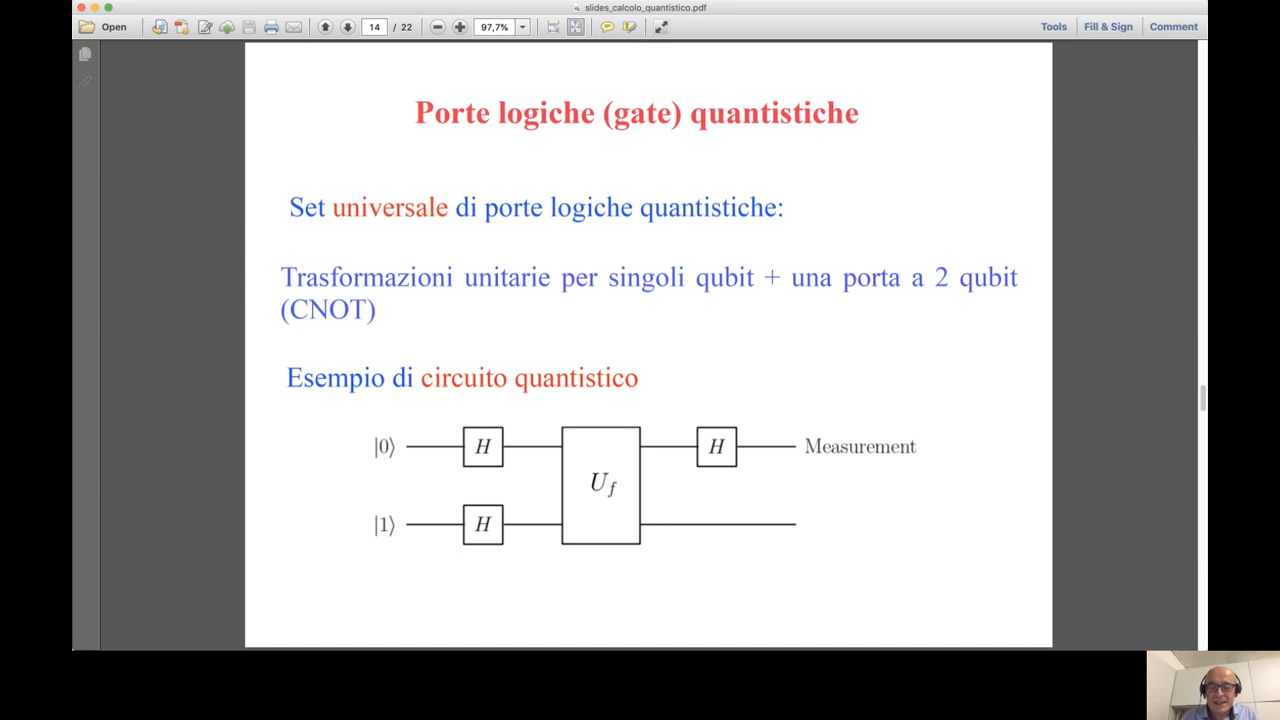 slides_calcolo_quantistico.pdf
Open
14 / 22
97,7%
Tools
Fill & Sign
Comment
Porte logiche (gate) quantistiche
Set universale di porte logiche quantistiche:
Trasformazioni unitarie per singoli qubit + una porta a 2 qubit
(CNOT)
Esempio di circuito quantistico
|0⟩ H H Measurement
U_f
|1⟩ H